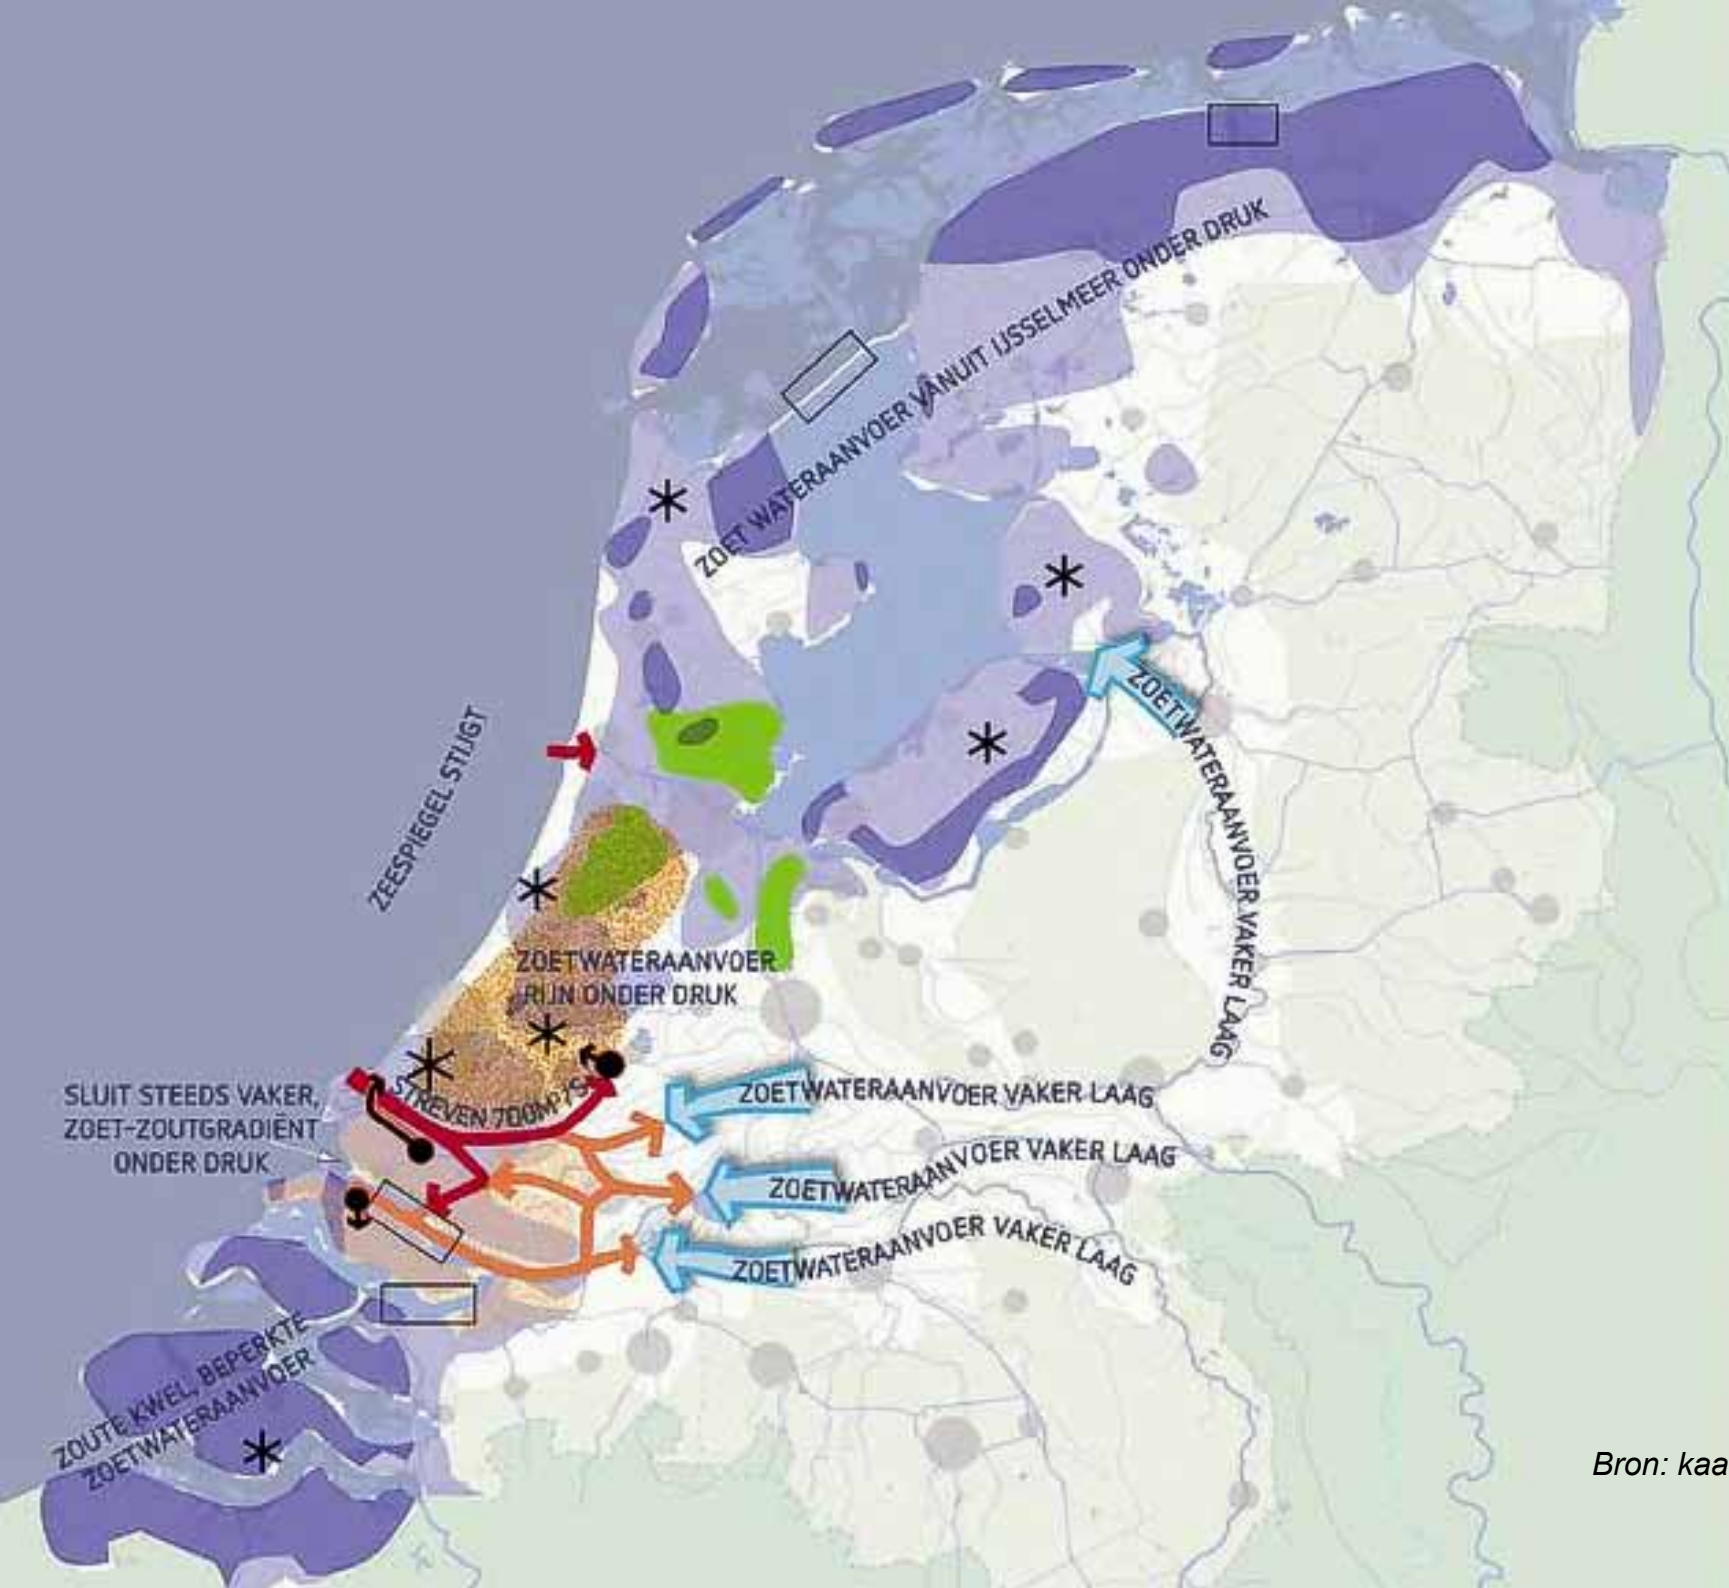 ZOET WATERAANVOER VANUIT IJSSELMEER ONDER DRUK
ZEESPIEGEL STIJGT
ZOETWATERAANVOER VAKER LAAG
ZOETWATERAANVOER
RIJN ONDER DRUK
STREVEN 700M³/S
SLUIT STEEDS VAKER,
ZOET-ZOUTGRADIËNT
ONDER DRUK
ZOETWATERAANVOER VAKER LAAG
ZOETWATERAANVOER VAKER LAAG
ZOETWATERAANVOER VAKER LAAG
ZOUTE KWEL, BEPERKTE
ZOETWATERAANVOER
Bron: kaa